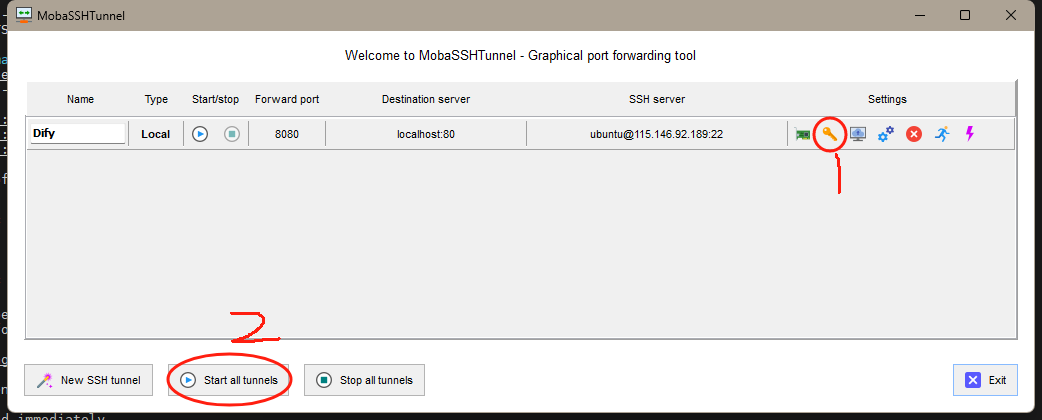 MobaSSHTunnel
Welcome to MobaSSHTunnel - Graphical port forwarding tool
Name Type Start/stop Forward port Destination server SSH server Settings
Dify Local 8080 localhost:80 ubuntu@115.146.92.189:22
1
2
New SSH tunnel Start all tunnels Stop all tunnels Exit
d immediately